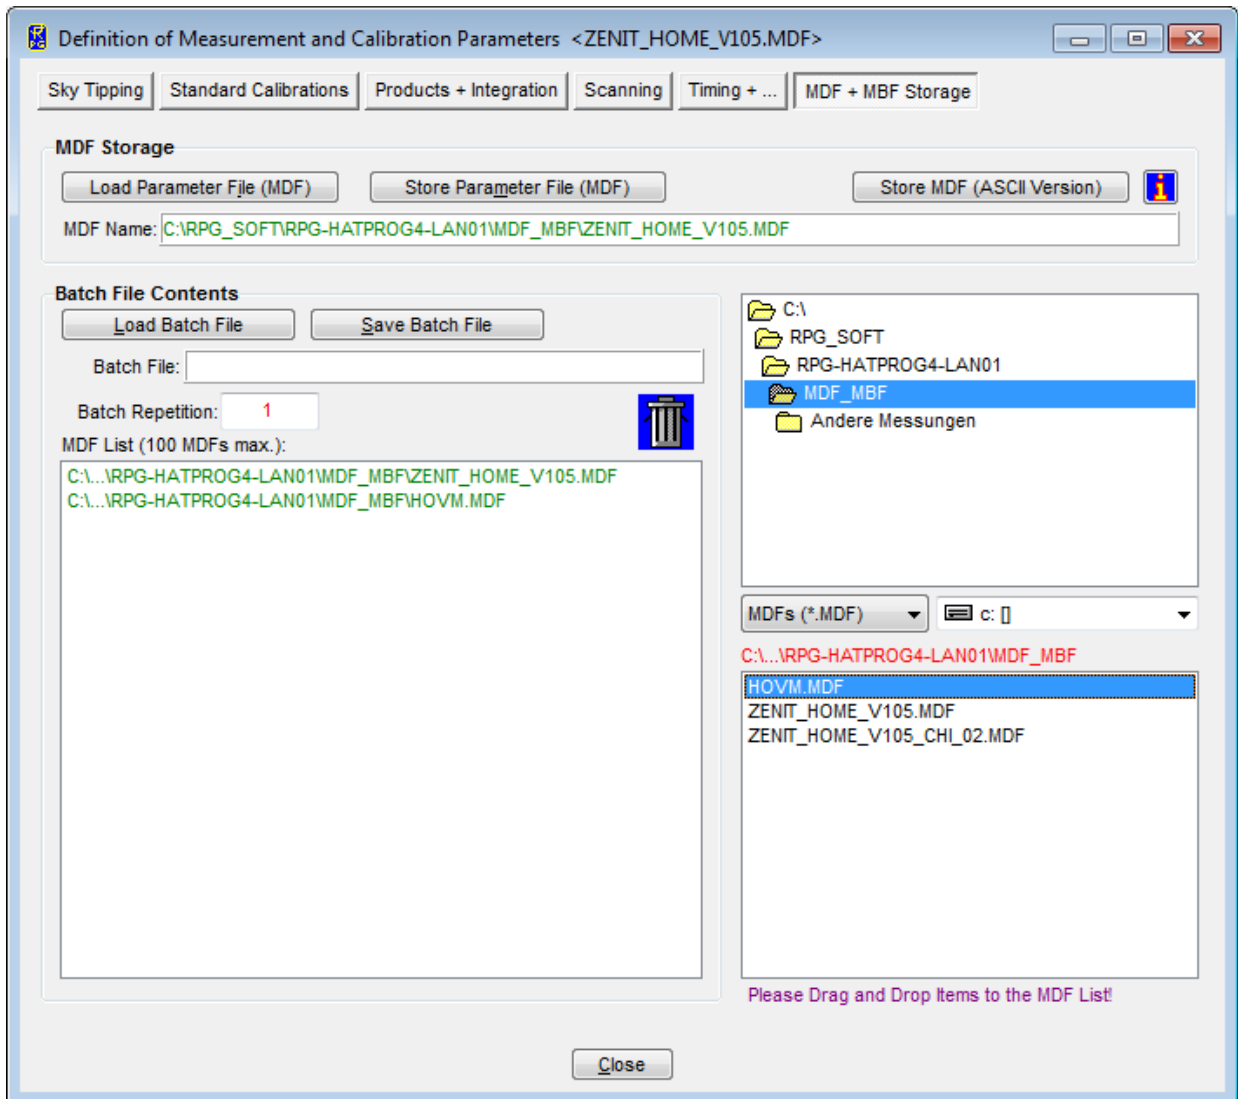 Definition of Measurement and Calibration Parameters <ZENIT_HOME_V105.MDF>
Sky Tipping Standard Calibrations Products + Integration Scanning Timing + ... MDF + MBF Storage
MDF Storage
Load Parameter File (MDF) Store Parameter File (MDF) Store MDF (ASCII Version)
MDF Name: C:\RPG_SOFT\RPG-HATPROG4-LAN01\MDF_MBF\ZENIT_HOME_V105.MDF
Batch File Contents
Load Batch File Save Batch File
Batch File:
Batch Repetition: 1
MDF List (100 MDFs max.):
C:\...\RPG-HATPROG4-LAN01\MDF_MBF\ZENIT_HOME_V105.MDF
C:\...\RPG-HATPROG4-LAN01\MDF_MBF\HOVM.MDF
C:\
RPG_SOFT
RPG-HATPROG4-LAN01
MDF_MBF
Andere Messungen
MDFs (*.MDF) c: []
C:\...\RPG-HATPROG4-LAN01\MDF_MBF
HOVM.MDF
ZENIT_HOME_V105.MDF
ZENIT_HOME_V105_CHI_02.MDF
Please Drag and Drop Items to the MDF List!
Close